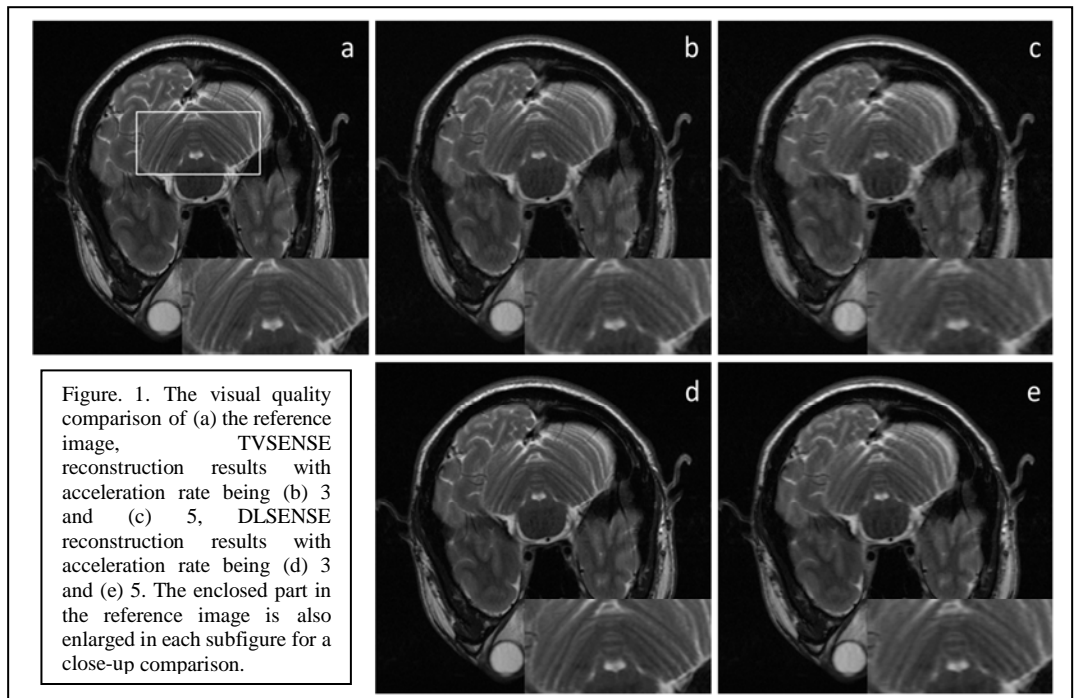 a
b
c
Figure. 1. The visual quality
comparison of (a) the reference
image, TVSENSE
reconstruction results with
acceleration rate being (b) 3
and (c) 5, DLSENSE
reconstruction results with
acceleration rate being (d) 3
and (e) 5. The enclosed part in
the reference image is also
enlarged in each subfigure for a
close-up comparison.
d
e